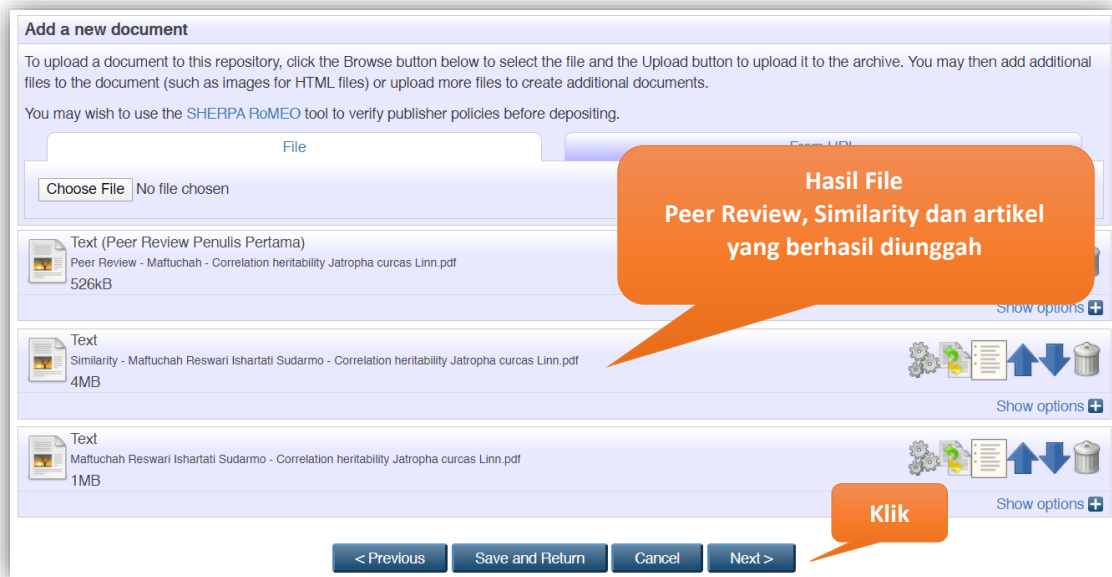 Add a new document
To upload a document to this repository, click the Browse button below to select the file and the Upload button to upload it to the archive. You may then add additional
files to the document (such as images for HTML files) or upload more files to create additional documents.
You may wish to use the SHERPA RoMEO tool to verify publisher policies before depositing.
File
From URL
Choose File No file chosen
Hasil File
Peer Review, Similarity dan artikel
yang berhasil diunggah
Text (Peer Review Penulis Pertama)
Peer Review - Maftuchah - Correlation heritability Jatropha curcas Linn.pdf
526kB
Show options
Text
Similarity - Maftuchah Reswari Ishartati Sudarmo - Correlation heritability Jatropha curcas Linn.pdf
4MB
Show options
Text
Maftuchah Reswari Ishartati Sudarmo - Correlation heritability Jatropha curcas Linn.pdf
1MB
Show options
Klik
< Previous
Save and Return
Cancel
Next >